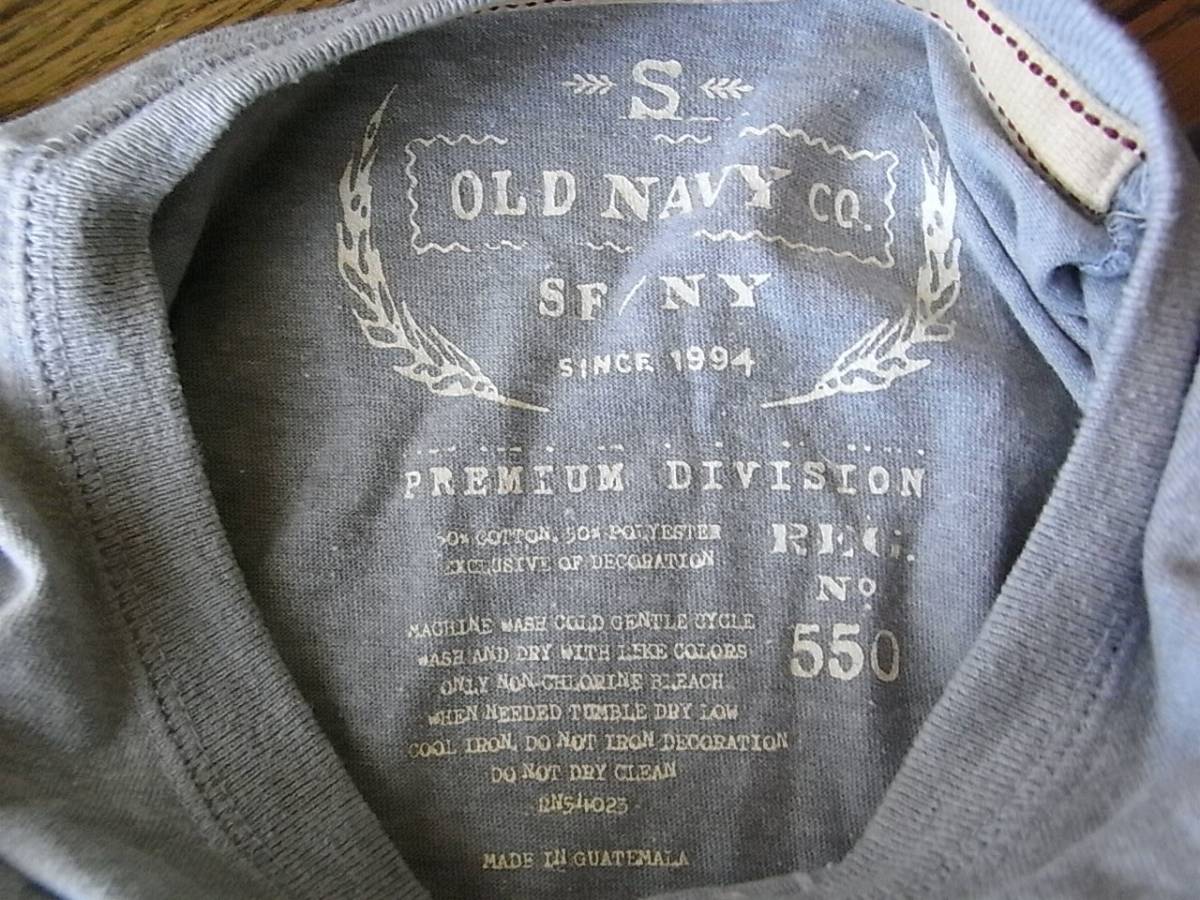 S
OLD NAVY CO.
SF/NY
SINCE 1994
PREMIUM DIVISION
50% COTTON, 50% POLYESTER
EXCLUSIVE OF DECORATION
REG.
Nº
550
MACHINE WASH COLD GENTLE CYCLE
WASH AND DRY WITH LIKE COLORS
ONLY NON-CHLORINE BLEACH
WHEN NEEDED TUMBLE DRY LOW
COOL IRON, DO NOT IRON DECORATION
DO NOT DRY CLEAN
RN54023
MADE IN GUATEMALA